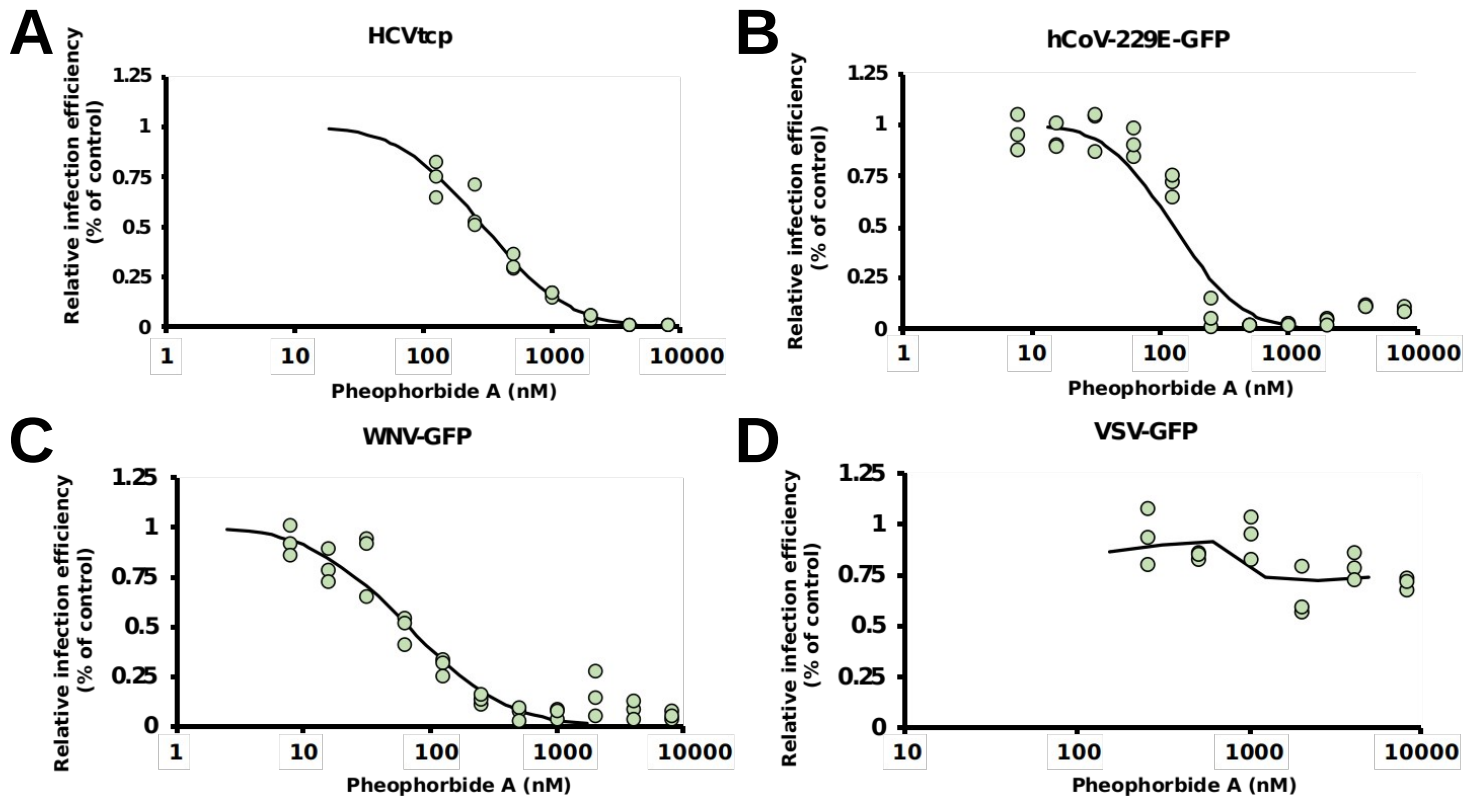 A
HCVtcp
Relative infection efficiency
(% of control)
1.25
1
0.75
0.5
0.25
0
1 10 100 1000 10000
Pheophorbide A (nM)
B
hCoV-229E-GFP
Relative infection efficiency
(% of control)
1.25
1
0.75
0.5
0.25
0
1 10 100 1000 10000
Pheophorbide A (nM)
C
WNV-GFP
Relative infection efficiency
(% of control)
1.25
1
0.75
0.5
0.25
0
1 10 100 1000 10000
Pheophorbide A (nM)
D
VSV-GFP
Relative infection efficiency
(% of control)
1.25
1
0.75
0.5
0.25
0
10 100 1000 10000
Pheophorbide A (nM)